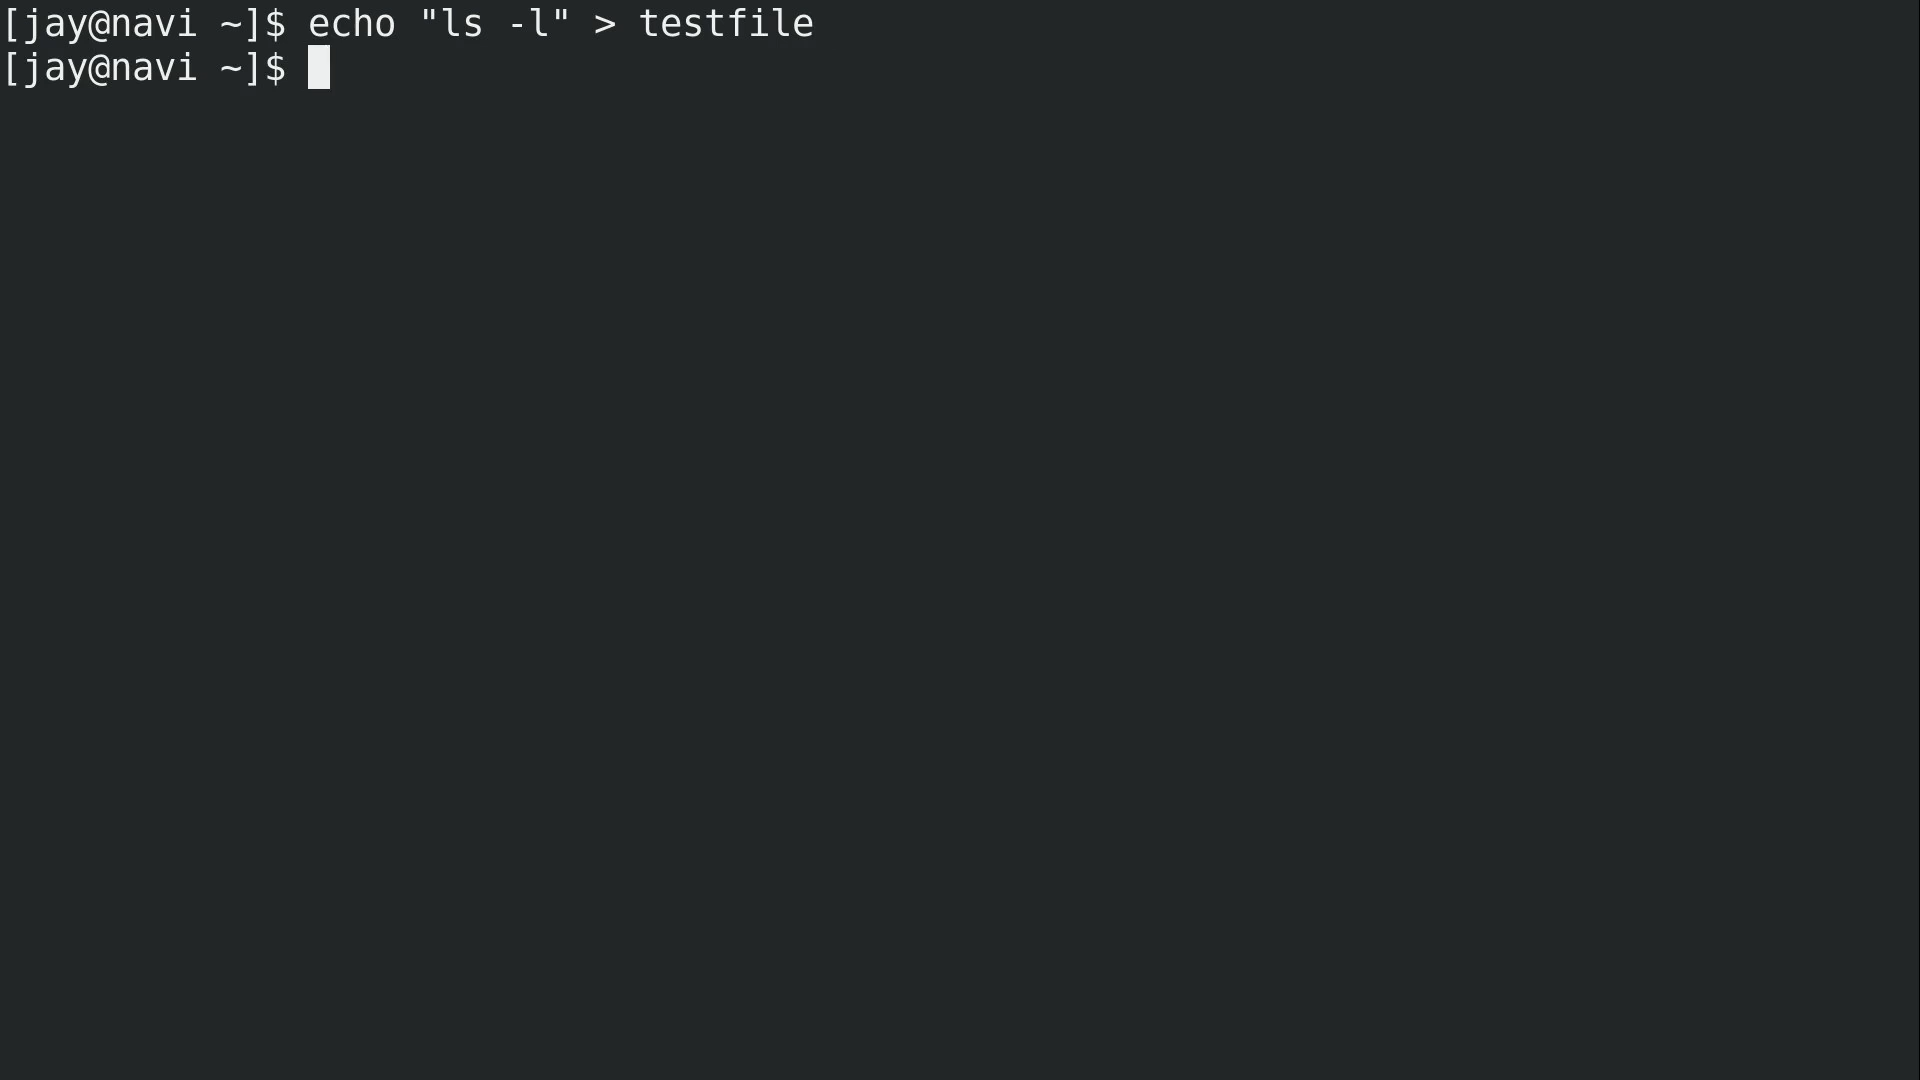 [jay@navi ~]$ echo "ls -l" > testfile
[jay@navi ~]$